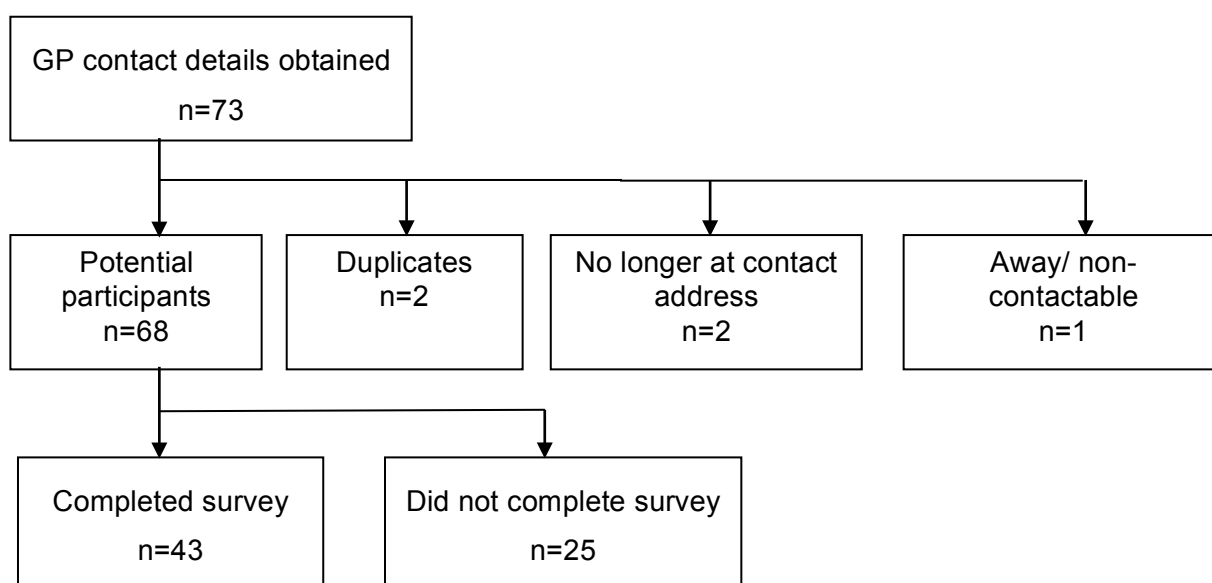 GP contact details obtained
n=73
Potential
participants
n=68
Duplicates
n=2
No longer at contact
address
n=2
Away/ non-
contactable
n=1
Completed survey
n=43
Did not complete survey
n=25